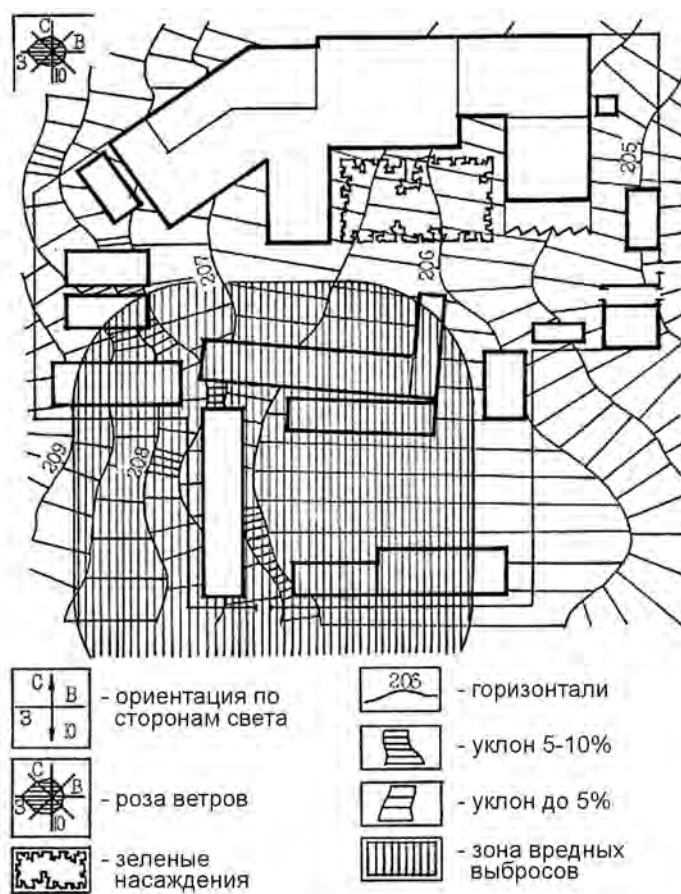 С
З В
Ю
205
206
207
208
209
С
В
З
Ю
- ориентация по
сторонам света
С
В
З
Ю
- роза ветров
- зеленые
насаждения
206
- горизонтали
- уклон 5-10%
- уклон до 5%
- зона вредных
выбросов